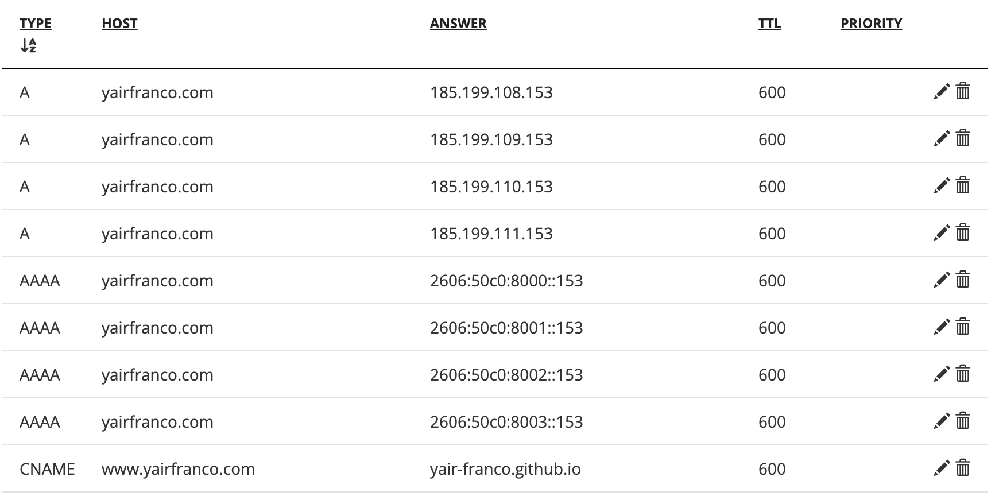 TYPE HOST ANSWER TTL PRIORITY
A yairfranco.com 185.199.108.153 600
A yairfranco.com 185.199.109.153 600
A yairfranco.com 185.199.110.153 600
A yairfranco.com 185.199.111.153 600
AAAA yairfranco.com 2606:50c0:8000::153 600
AAAA yairfranco.com 2606:50c0:8001::153 600
AAAA yairfranco.com 2606:50c0:8002::153 600
AAAA yairfranco.com 2606:50c0:8003::153 600
CNAME www.yairfranco.com yair-franco.github.io 600